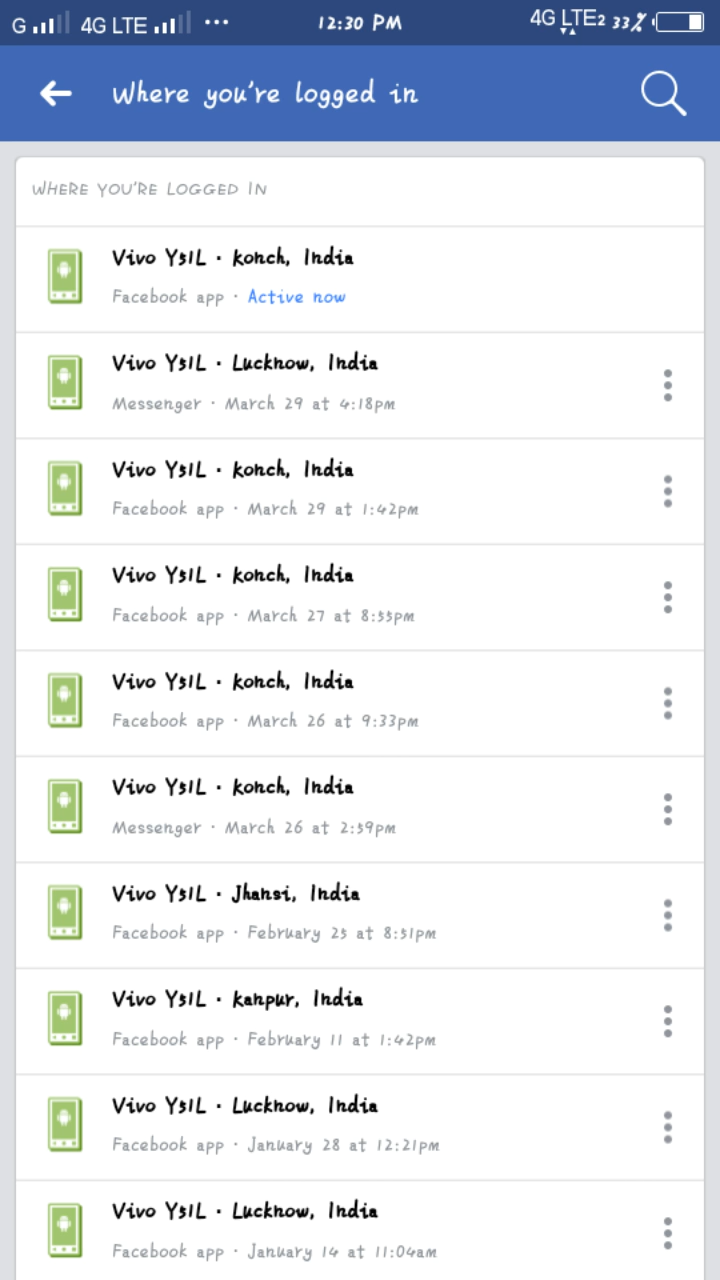 G 4G LTE ... 12:30 PM 4G LTE2 33%
Where you're logged in
WHERE YOU'RE LOGGED IN
Vivo Y51L · Konch, India
Facebook app · Active now
Vivo Y51L · Lucknow, India
Messenger · March 29 at 4:18pm
Vivo Y51L · Konch, India
Facebook app · March 29 at 1:42pm
Vivo Y51L · Konch, India
Facebook app · March 27 at 8:55pm
Vivo Y51L · Konch, India
Facebook app · March 26 at 9:33pm
Vivo Y51L · Konch, India
Messenger · March 26 at 2:59pm
Vivo Y51L · Jhansi, India
Facebook app · February 25 at 8:51pm
Vivo Y51L · Kanpur, India
Facebook app · February 11 at 1:42pm
Vivo Y51L · Lucknow, India
Facebook app · January 28 at 12:21pm
Vivo Y51L · Lucknow, India
Facebook app · January 14 at 11:04am